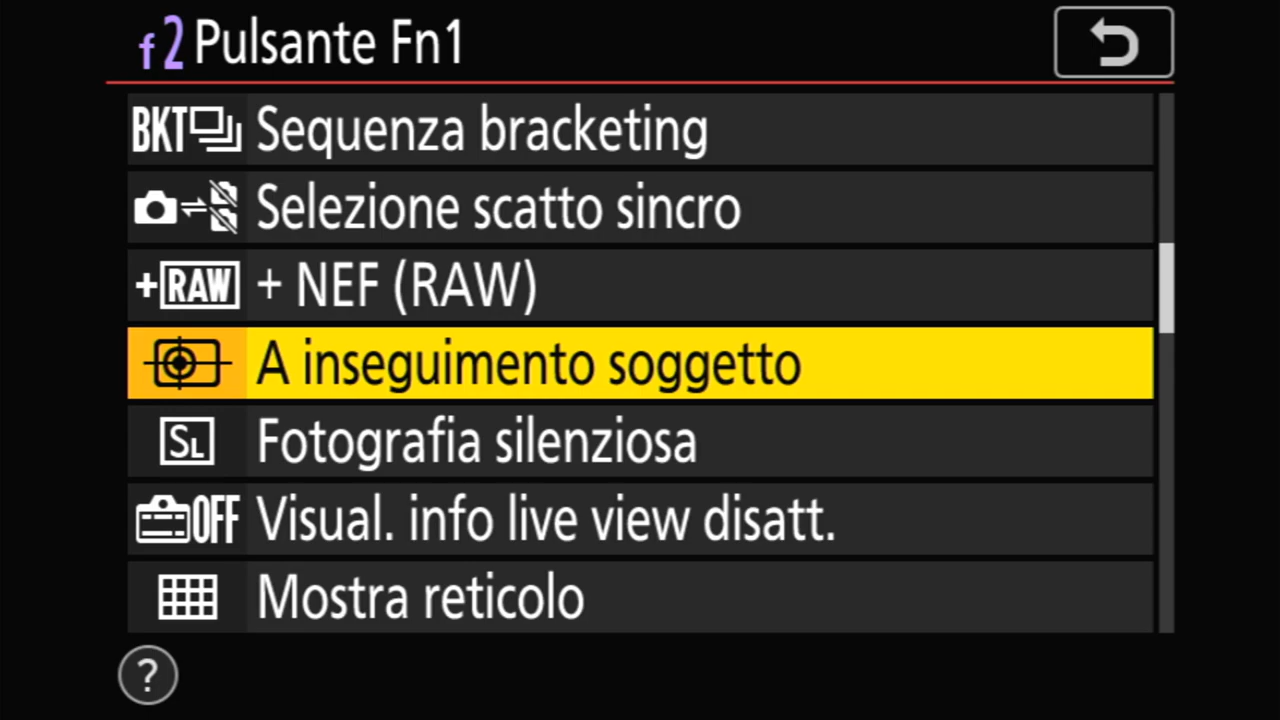 f2 Pulsante Fn1
BKT Sequenza bracketing
Selezione scatto sincro
+RAW + NEF (RAW)
A inseguimento soggetto
SL Fotografia silenziosa
OFF Visual. info live view disatt.
Mostra reticolo
?